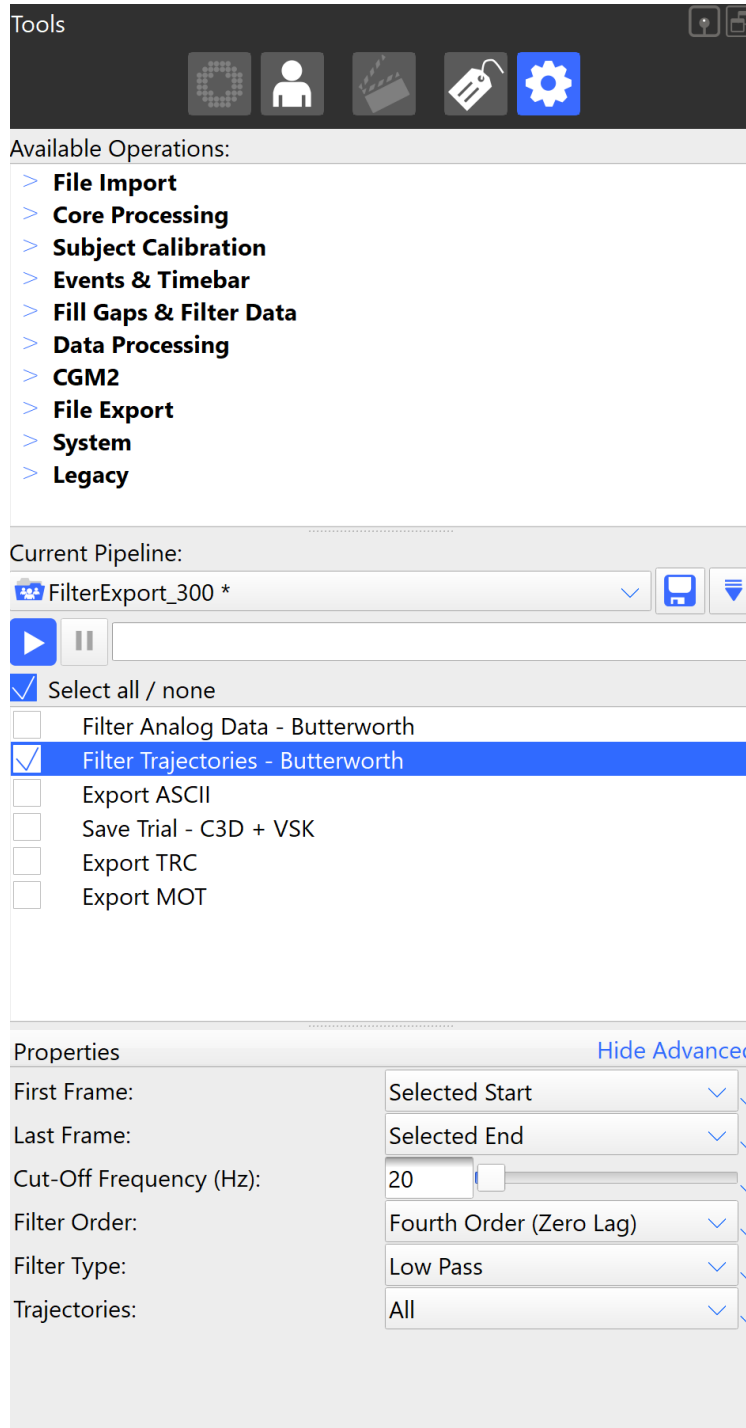 Tools
Available Operations:
File Import
Core Processing
Subject Calibration
Events & Timebar
Fill Gaps & Filter Data
Data Processing
CGM2
File Export
System
Legacy
Current Pipeline:
FilterExport_300 *
Select all / none
Filter Analog Data - Butterworth
Filter Trajectories - Butterworth
Export ASCII
Save Trial - C3D + VSK
Export TRC
Export MOT
Properties Hide Advanced
First Frame: Selected Start
Last Frame: Selected End
Cut-Off Frequency (Hz): 20
Filter Order: Fourth Order (Zero Lag)
Filter Type: Low Pass
Trajectories: All